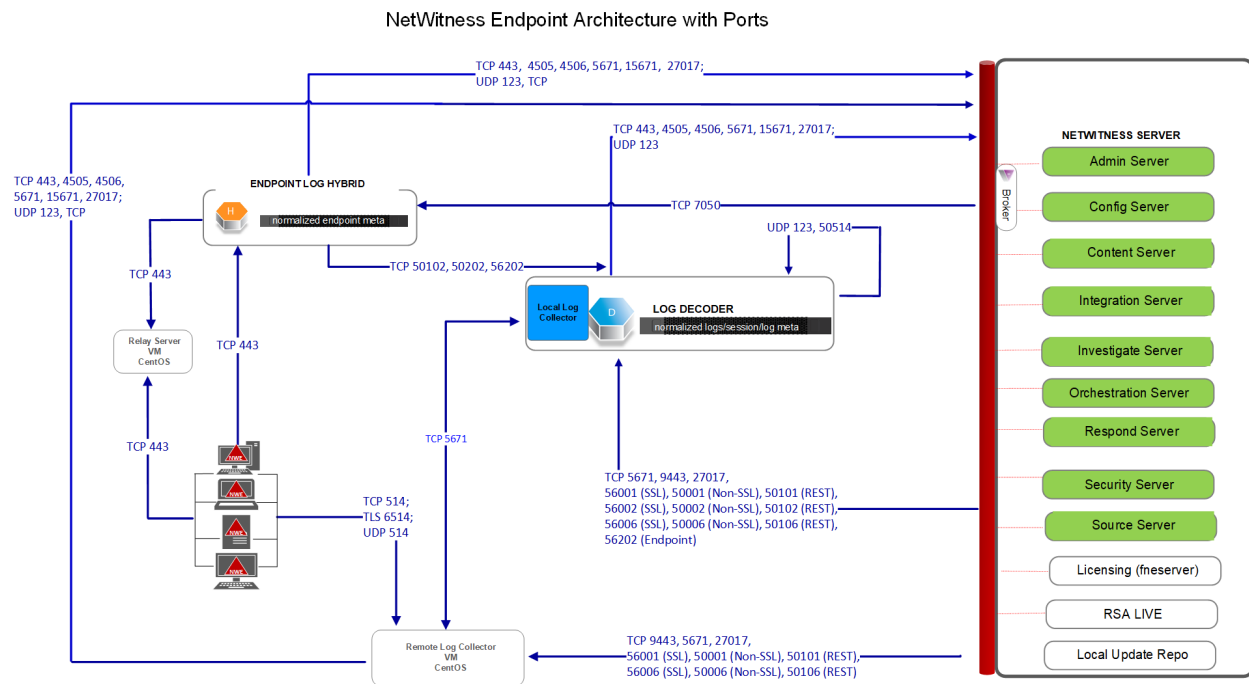 NetWitness Endpoint Architecture with Ports
TCP 443, 4505, 4506, 5671, 15671, 27017;
UDP 123, TCP
TCP 443, 4505, 4506, 5671, 15671, 27017;
UDP 123
NETWITNESS SERVER
Admin Server
Broker
Config Server
Content Server
Integration Server
Investigate Server
Orchestration Server
Respond Server
Security Server
Source Server
Licensing (fneserver)
RSA LIVE
Local Update Repo
TCP 443, 4505, 4506,
5671, 15671, 27017;
UDP 123, TCP
ENDPOINT LOG HYBRID
H
normalized endpoint meta
TCP 7050
UDP 123, 50514
TCP 443
TCP 50102, 50202, 56202
Local Log
Collector
D
LOG DECODER
normalized logs/session/log meta
Relay Server
VM
CentOS
TCP 443
TCP 443
TCP 5671
NWE
NWE
NWE
NWE
TCP 514;
TLS 6514;
UDP 514
TCP 5671, 9443, 27017,
56001 (SSL), 50001 (Non-SSL), 50101 (REST),
56002 (SSL), 50002 (Non-SSL), 50102 (REST),
56006 (SSL), 50006 (Non-SSL), 50106 (REST),
56202 (Endpoint)
Remote Log Collector
VM
CentOS
TCP 9443, 5671, 27017,
56001 (SSL), 50001 (Non-SSL), 50101 (REST)
56006 (SSL), 50006 (Non-SSL), 50106 (REST)